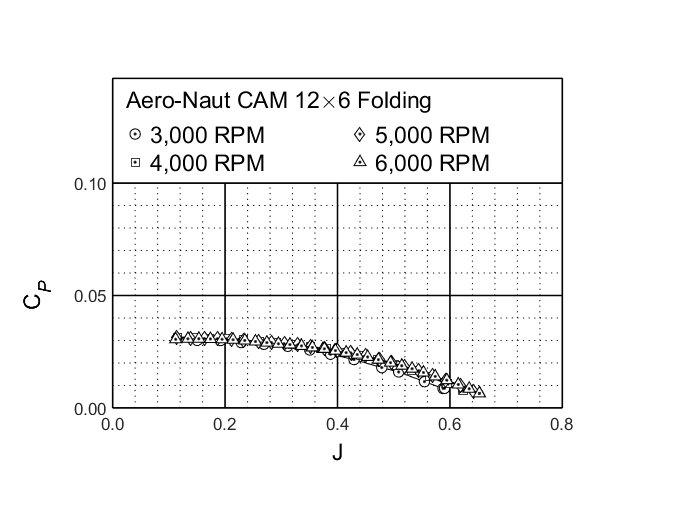 Aero-Naut CAM 12×6 Folding
3,000 RPM 5,000 RPM
4,000 RPM 6,000 RPM
0.10
0.05
0.00
C_P
0.0 0.2 0.4 0.6 0.8
J